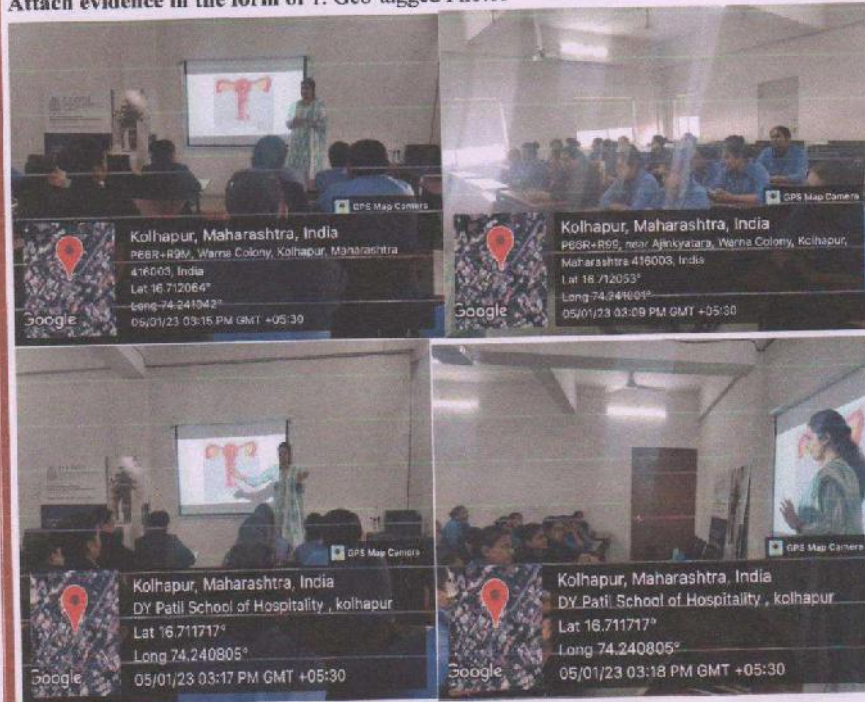 Attach evidence in the form of 1. Geo-tagged Photos
GPS Map Camera
Kolhapur, Maharashtra, India
P66R+R9M, Warna Colony, Kolhapur, Maharashtra
416003, India
Lat 16.712064°
Long 74.241042°
05/01/23 03:15 PM GMT +05:30
Google
GPS Map Camera
Kolhapur, Maharashtra, India
P66R+R99, near Ajinkyatara, Warna Colony, Kolhapur,
Maharashtra 416003, India
Lat 16.712053°
Long
05/01/23 03:09 PM GMT +05:30
Google
GPS Map Camera
Kolhapur, Maharashtra, India
DY Patil School of Hospitality , kolhapur
Lat 16.711717°
Long 74.240805°
05/01/23 03:17 PM GMT +05:30
Google
GPS Map Camera
Kolhapur, Maharashtra, India
DY Patil School of Hospitality , kolhapur
Lat 16.711717°
Long 74.240805°
05/01/23 03:18 PM GMT +05:30
Google